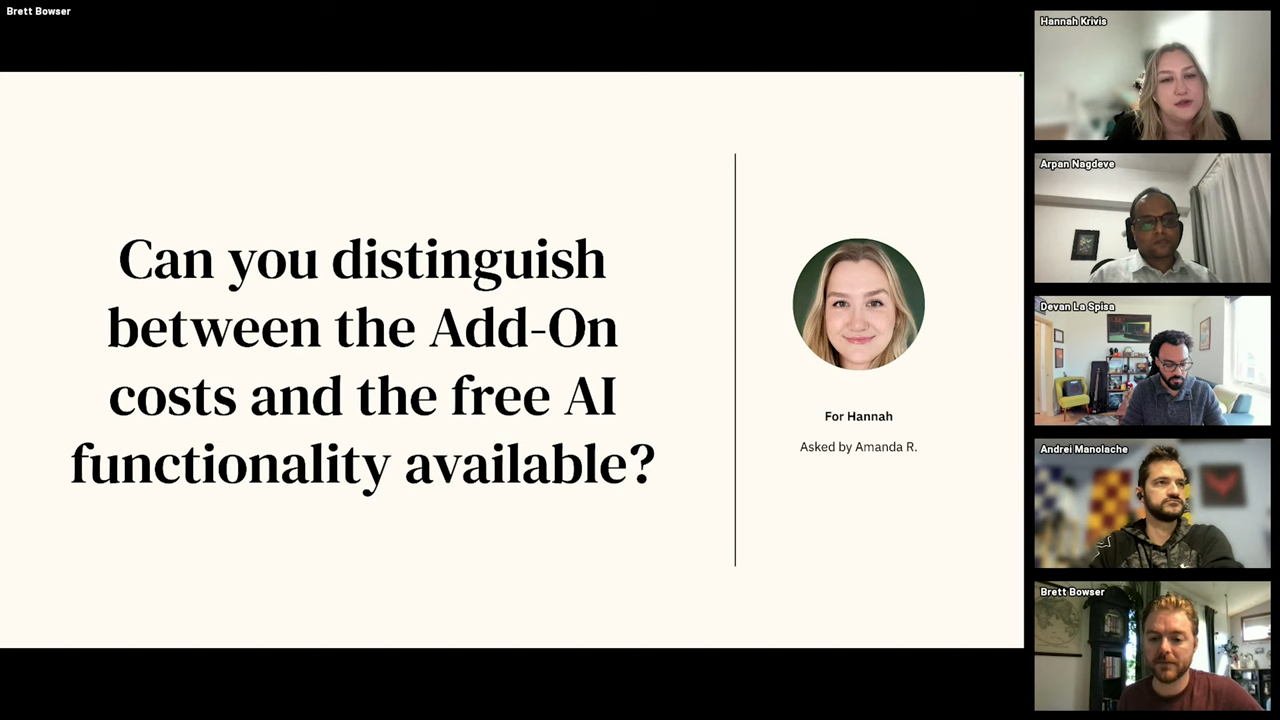 Brett Bowser
Can you distinguish
between the Add-On
costs and the free AI
functionality available?
For Hannah
Asked by Amanda R.
Hannah Krivis
Arpan Nagdeve
Devan La Spisa
Andrei Manolache
Brett Bowser